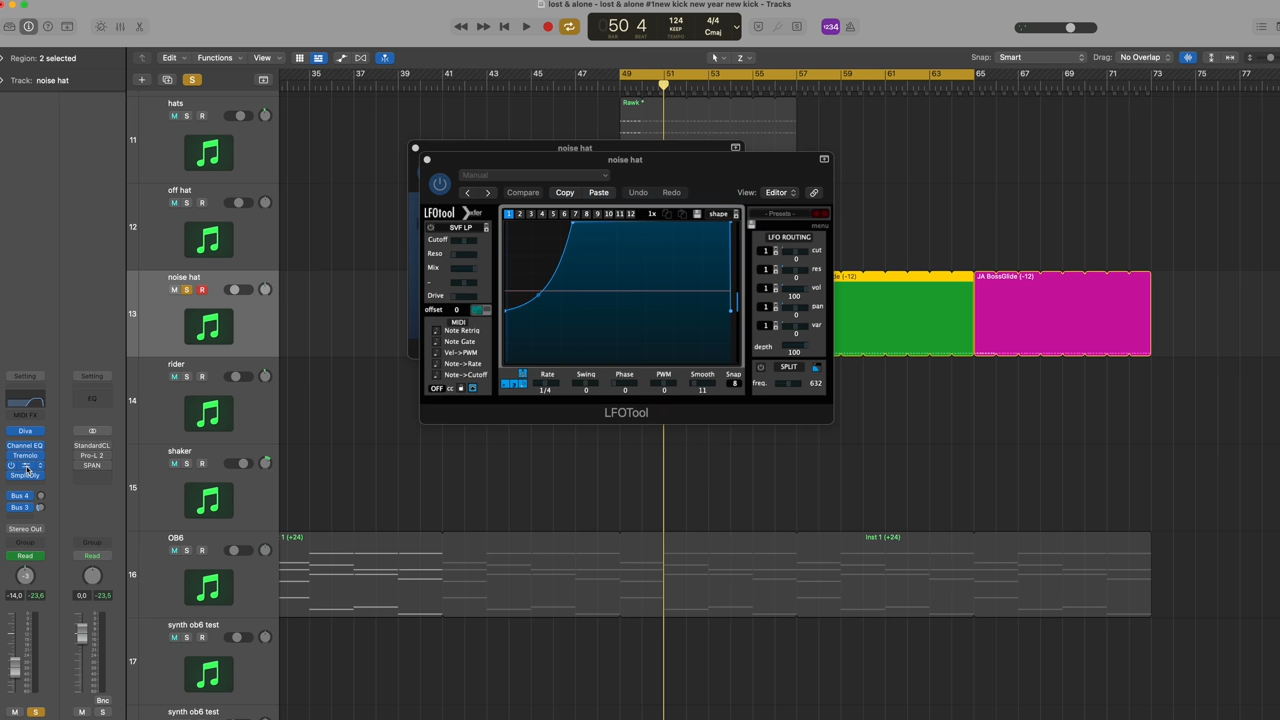 lost & alone - lost & alone #1new kick new year new kick - Tracks
50 4
BAR BEAT
124
KEEP
TEMPO
4/4
Cmaj
1234
Region: 2 selected
Track: noise hat
Edit Functions View
Z
Snap: Smart
Drag: No Overlap
S
35 37 39 41 43 45 47 49 51 53 55 57 59 61 63 65 67 69 71 73 75 77
hats
M S R
11
Rawk *
off hat
M S R
12
noise hat
M S R
13
JA BossGlide (-12)
rider
M S R
14
shaker
M S R
15
OB6
M S R
16
1 (+24)
Inst 1 (+24)
synth ob6 test
M S R
17
synth ob6 test
noise hat
noise hat
Manual
Compare Copy Paste Undo Redo
View: Editor
LFOTool
1 2 3 4 5 6 7 8 9 10 11 12 1x shape
- Presets -
menu
SVF LP
Cutoff
Reso
Mix
-
Drive
offset 0
MIDI
Note Retrig
Note Gate
Vel->PWM
Note->Rate
Note->Cutoff
OFF cc
Rate Swing Phase PWM Smooth Snap
1/4 0 0 0 11 8
LFO ROUTING
1 cut
0
1 res
0
1 vol
100
1 pan
0
1 var
0
depth
100
SPLIT
freq. 632
LFOTool
Setting Setting
EQ
MIDI FX
Diva
Channel EQ StandardCL
Tremolo Pro-L 2
SPAN
SmpleDly
Bus 4
Bus 3
Stereo Out
Group Group
Read Read
-3
-14,0 -23,6 0,0 -23,5
Bnc
M S M S